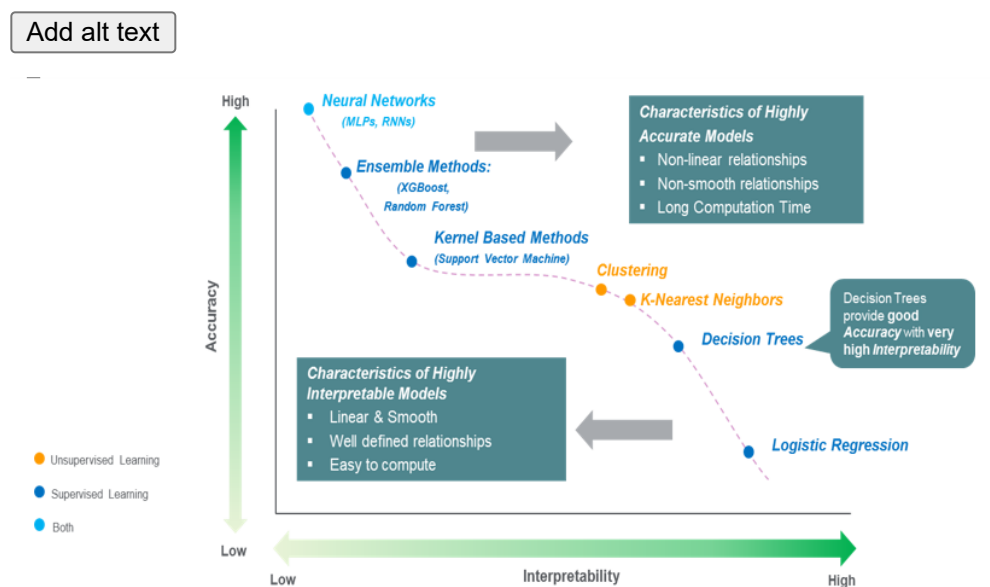 Add alt text
High
Neural Networks
(MLPs, RNNs)
Ensemble Methods:
(XGBoost,
Random Forest)
Kernel Based Methods
(Support Vector Machine)
Clustering
K-Nearest Neighbors
Decision Trees
Logistic Regression
Characteristics of Highly
Accurate Models
▪ Non-linear relationships
▪ Non-smooth relationships
▪ Long Computation Time
Decision Trees
provide good
Accuracy with very
high Interpretability
Accuracy
Characteristics of Highly
Interpretable Models
▪ Linear & Smooth
▪ Well defined relationships
▪ Easy to compute
Unsupervised Learning
Supervised Learning
Both
Low
Low
Interpretability
High